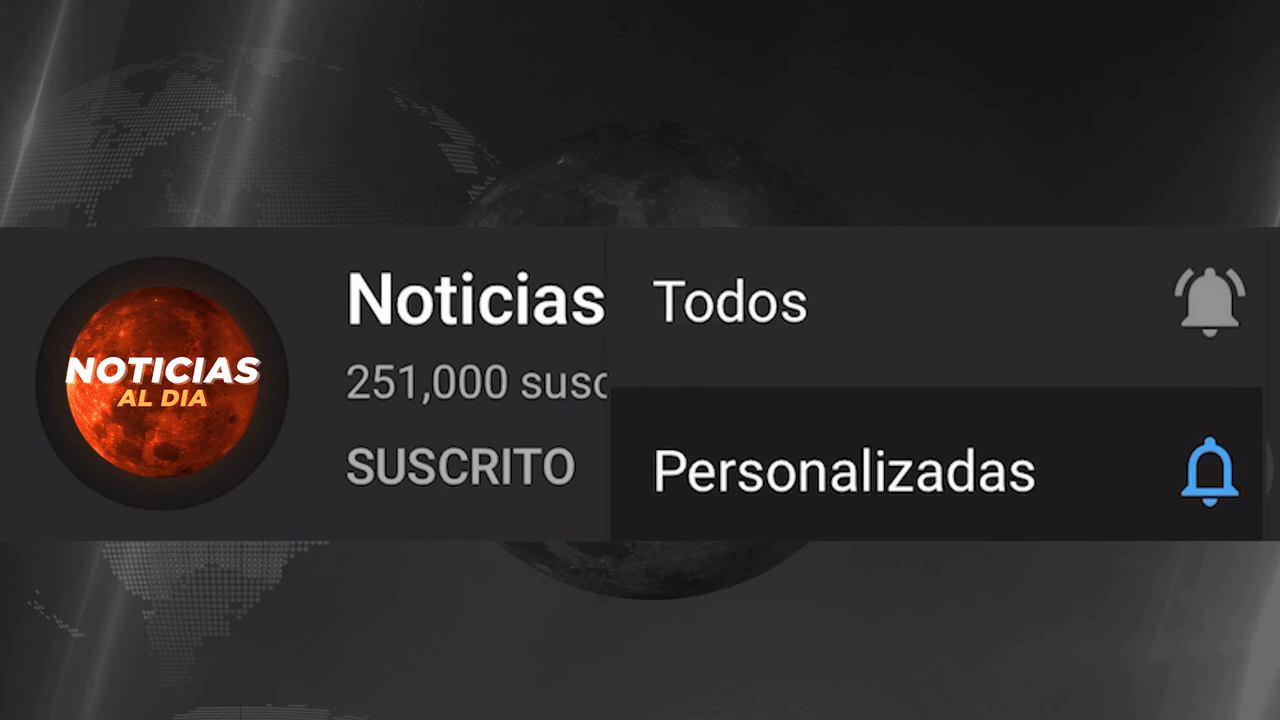 NOTICIAS
AL DIA
Noticias
251,000 susc
SUSCRITO
Todos
Personalizadas